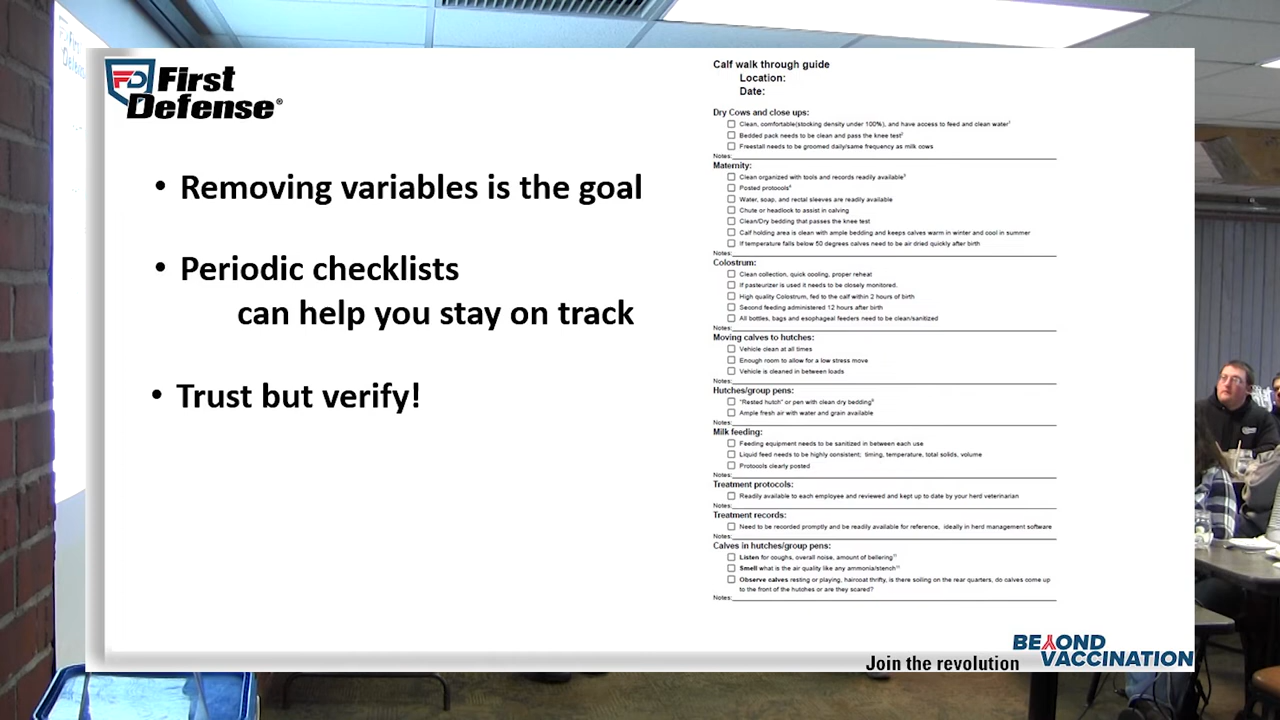 First
Defense®
• Removing variables is the goal
• Periodic checklists
can help you stay on track
• Trust but verify!
Calf walk through guide
Location:
Date:
Dry Cows and close ups:
Clean, comfortable(stocking density under 100%), and have access to feed and clean water¹
Bedded pack needs to be clean and pass the knee test²
Freestall needs to be groomed daily/same frequency as milk cows
Notes:
Maternity:
Clean organized with tools and records readily available³
Posted protocols⁴
Water, soap, and rectal sleeves are readily available
Chute or headlock to assist in calving
Clean/Dry bedding that passes the knee test
Calf holding area is clean with ample bedding and keeps calves warm in winter and cool in summer
If temperature falls below 50 degrees calves need to be air dried quickly after birth
Notes:
Colostrum:
Clean collection, quick cooling, proper reheat
If pasteurizer is used it needs to be closely monitored.
High quality Colostrum, fed to the calf within 2 hours of birth
Second feeding administered 12 hours after birth
All bottles, bags and esophageal feeders need to be clean/sanitized
Notes:
Moving calves to hutches:
Vehicle clean at all times
Enough room to allow for a low stress move
Vehicle is cleaned in between loads
Notes:
Hutches/group pens:
"Rested hutch" or pen with clean dry bedding
Ample fresh air with water and grain available
Notes:
Milk feeding:
Feeding equipment needs to be sanitized in between each use
Liquid feed needs to be highly consistent; timing, temperature, total solids, volume
Protocols clearly posted
Notes:
Treatment protocols:
Readily available to each employee and reviewed and kept up to date by your herd veterinarian
Notes:
Treatment records:
Need to be recorded promptly and be readily available for reference, ideally in herd management software
Notes:
Calves in hutches/group pens:
Listen for coughs, overall noise, amount of bellering
Smell what is the air quality like any ammonia/stench
Observe calves resting or playing, haircoat thrifty, is there soiling on the rear quarters, do calves come up
to the front of the hutches or are they scared?
Notes:
Join the revolution
BEYOND
VACCINATION